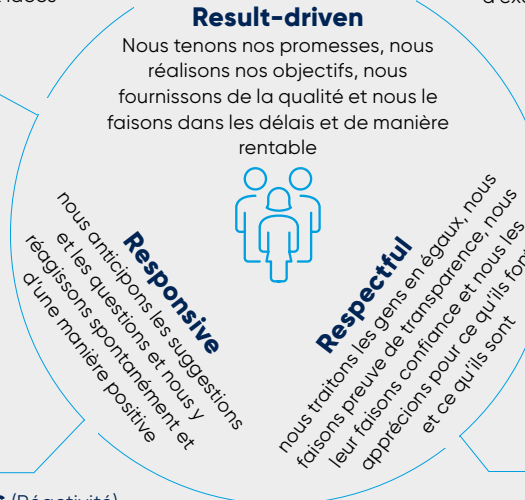 Result-driven
Nous tenons nos promesses, nous
réalisons nos objectifs, nous
fournissons de la qualité et nous le
faisons dans les délais et de manière
rentable
Responsive
nous anticipons les suggestions
et les questions et nous y
réagissons spontanément et
d'une manière positive
Respectful
nous traitons les gens en égaux, nous
faisons preuve de transparence, nous
leur faisons confiance et nous les
apprécions pour ce qu'ils font
et ce qu'ils sont
(Réactivité)